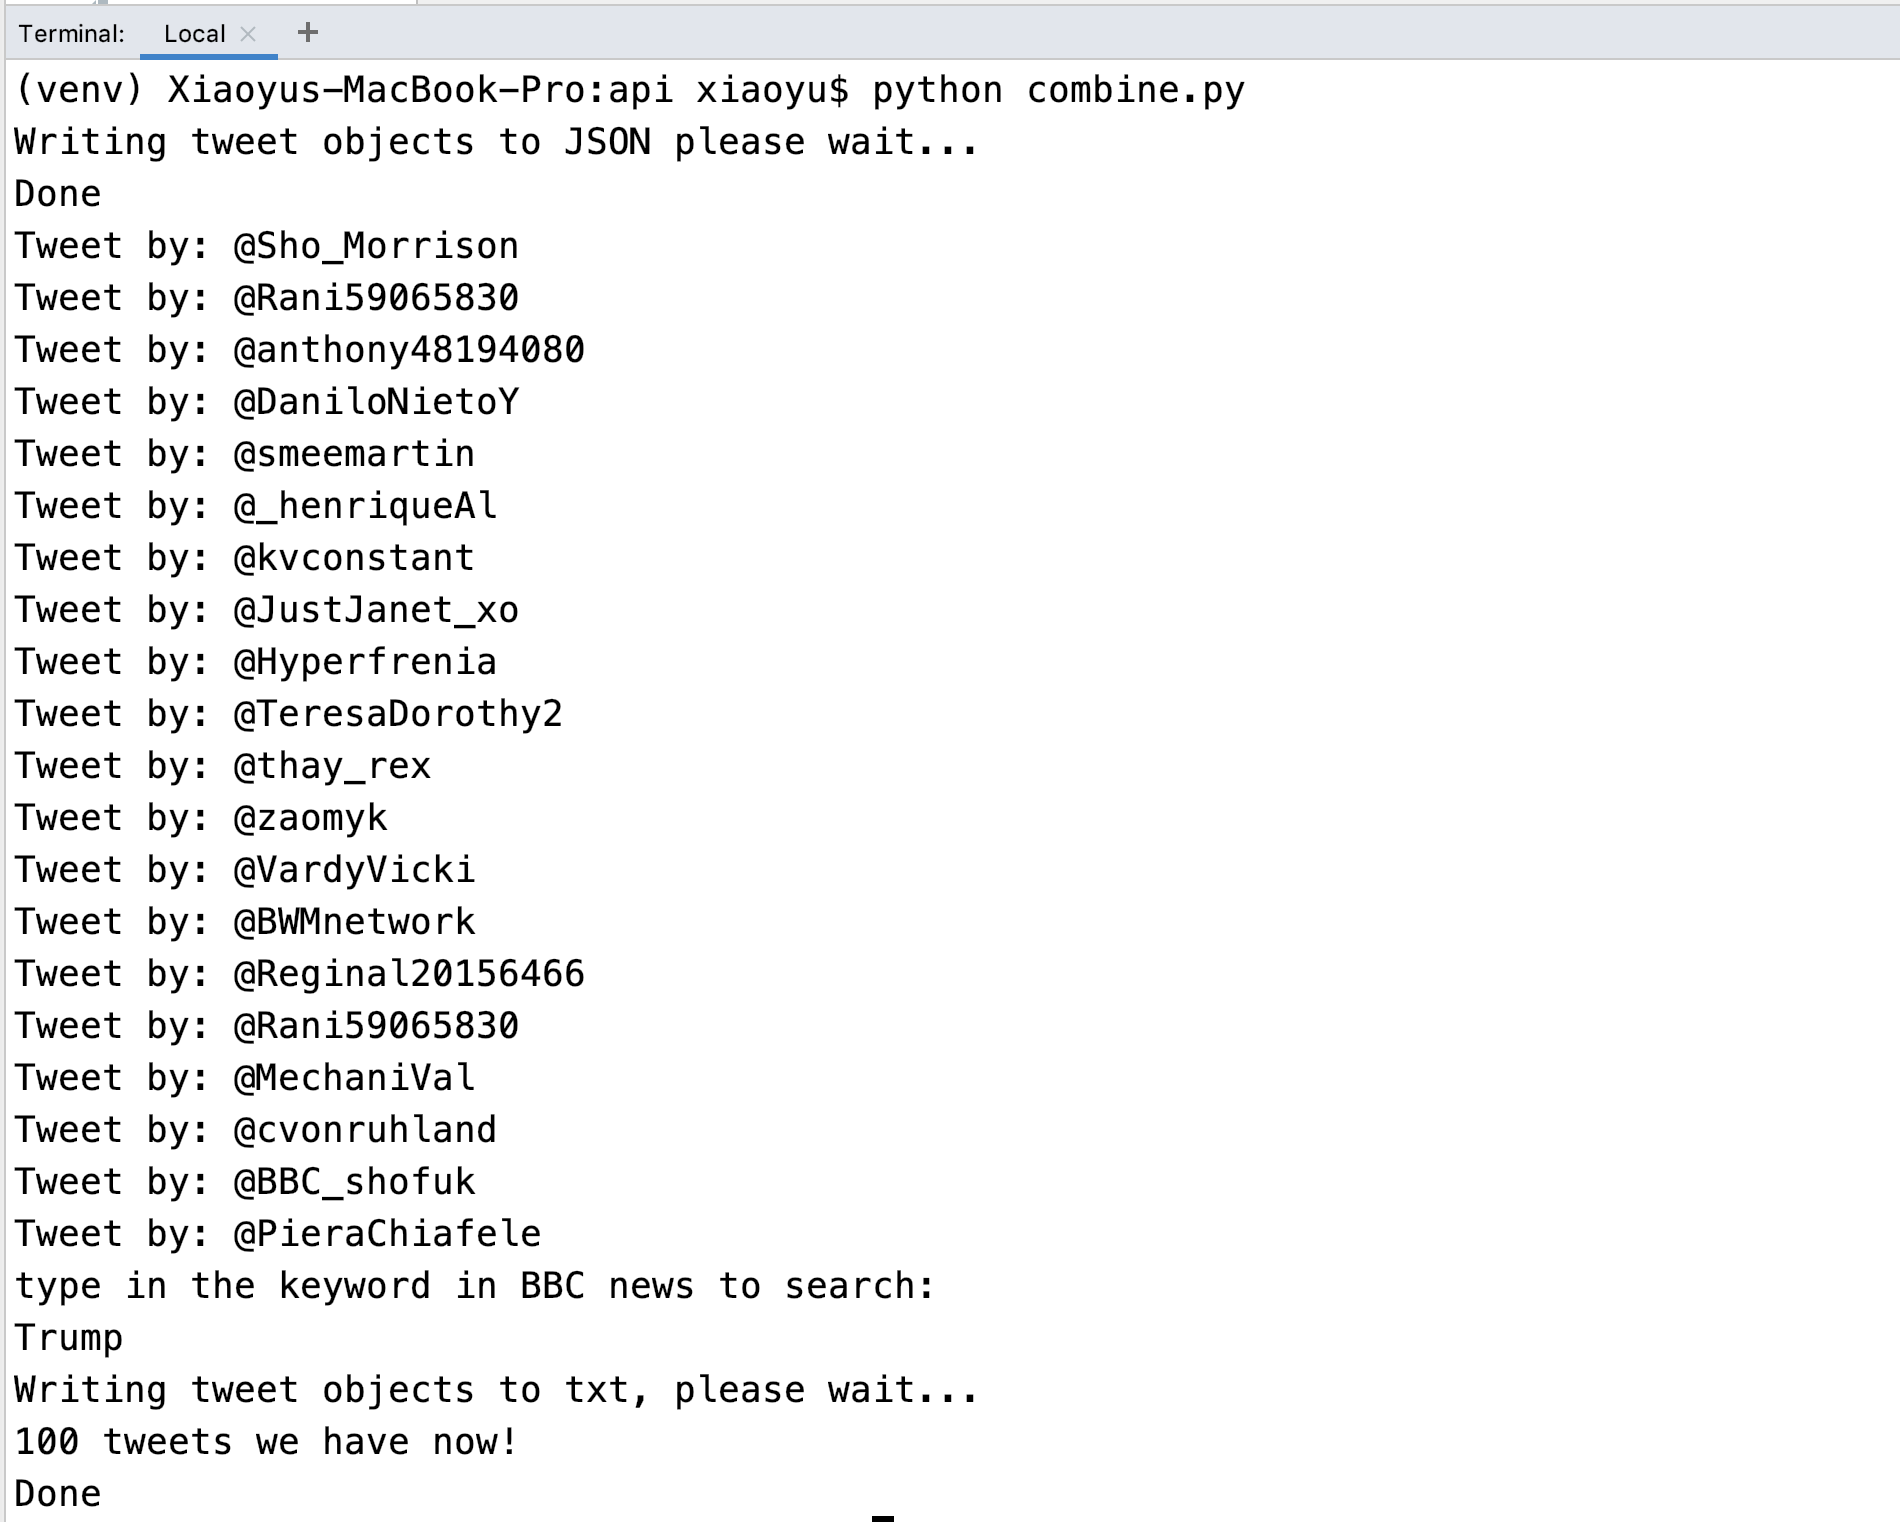 Terminal: Local × +
(venv) Xiaoyus-MacBook-Pro:api xiaoyu$ python combine.py
Writing tweet objects to JSON please wait...
Done
Tweet by: @Sho_Morrison
Tweet by: @Rani59065830
Tweet by: @anthony48194080
Tweet by: @DaniloNietoY
Tweet by: @smeemartin
Tweet by: @_henriqueAl
Tweet by: @kvconstant
Tweet by: @JustJanet_xo
Tweet by: @Hyperfrenia
Tweet by: @TeresaDorothy2
Tweet by: @thay_rex
Tweet by: @zaomyk
Tweet by: @VardyVicki
Tweet by: @BWMnetwork
Tweet by: @Reginal20156466
Tweet by: @Rani59065830
Tweet by: @MechaniVal
Tweet by: @cvonruhland
Tweet by: @BBC_shofuk
Tweet by: @PieraChiafele
type in the keyword in BBC news to search:
Trump
Writing tweet objects to txt, please wait...
100 tweets we have now!
Done